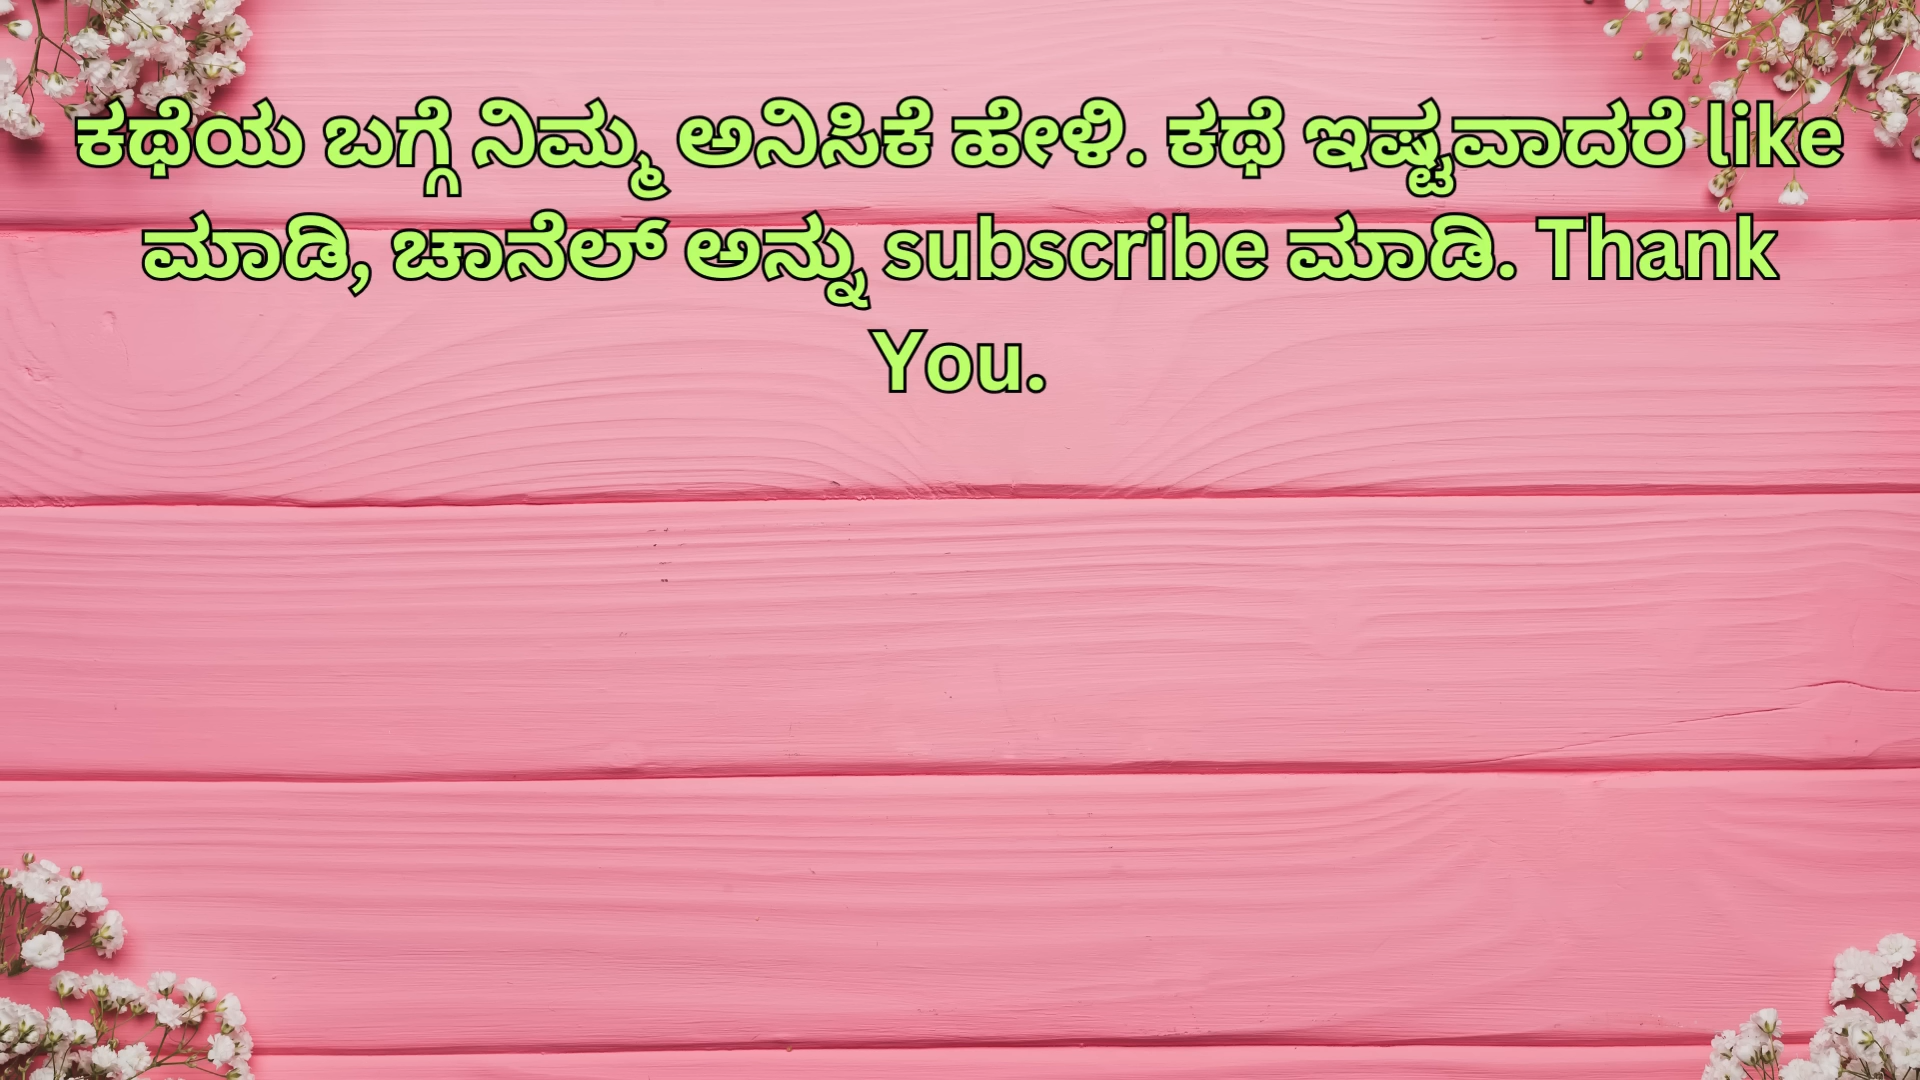 ಕಥೆಯ ಬಗ್ಗೆ ನಿಮ್ಮ ಅನಿಸಿಕೆ ಹೇಳಿ. ಕಥೆ ಇಷ್ಟವಾದರೆ like
ಮಾಡಿ, ಚಾನೆಲ್ ಅನ್ನು subscribe ಮಾಡಿ. Thank
You.